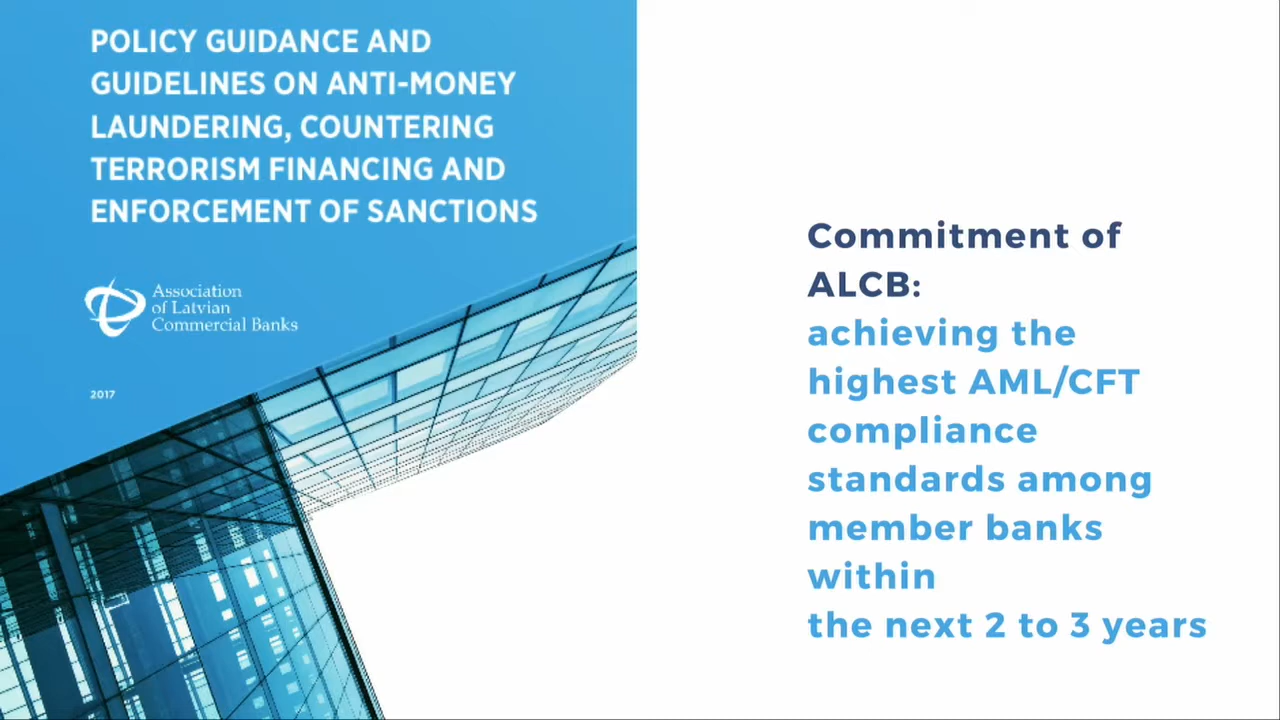 POLICY GUIDANCE AND
GUIDELINES ON ANTI-MONEY
LAUNDERING, COUNTERING
TERRORISM FINANCING AND
ENFORCEMENT OF SANCTIONS
Association
of Latvian
Commercial Banks
2017
Commitment of
ALCB:
achieving the
highest AML/CFT
compliance
standards among
member banks
within
the next 2 to 3 years